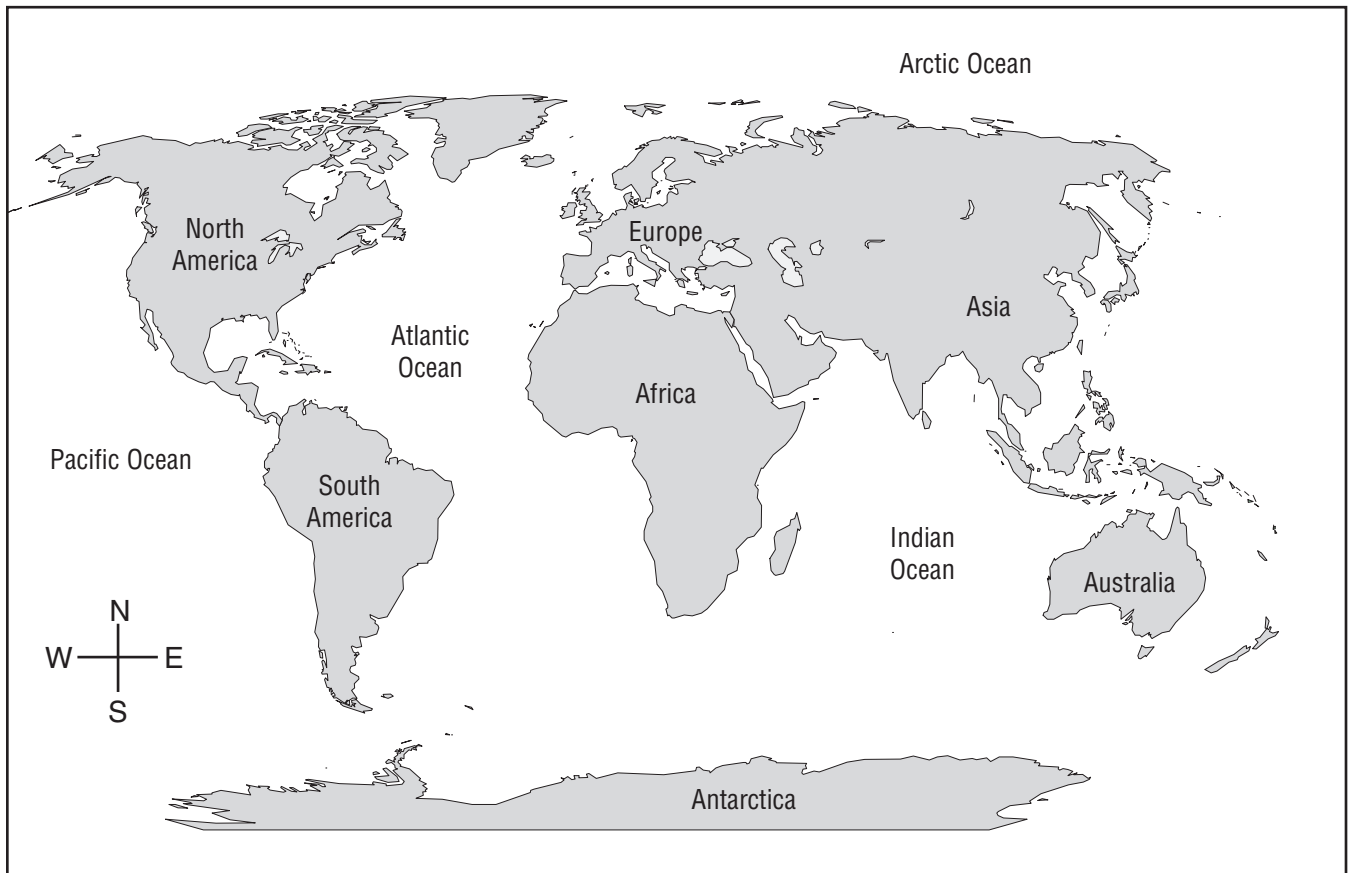 Arctic Ocean
North
America
Europe
Asia
Atlantic
Ocean
Africa
Pacific Ocean
South
America
Indian
Ocean
Australia
N
W E
S
Antarctica